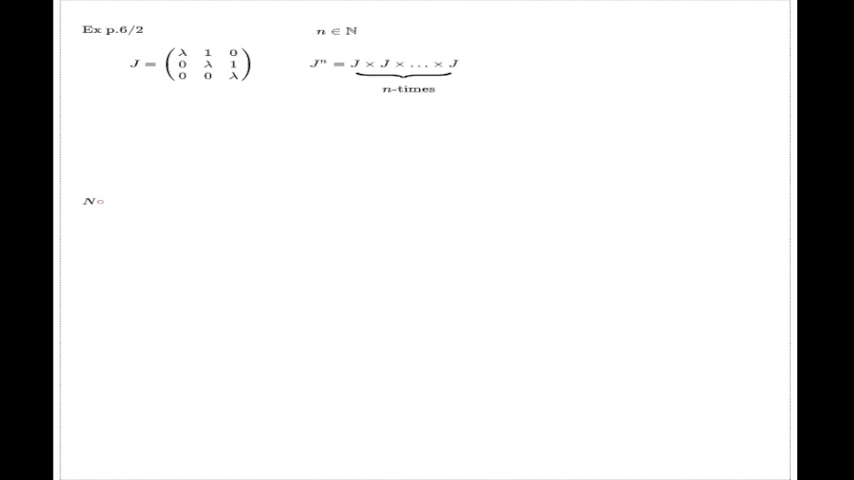 Ex p.6/2
n ∈ ℕ
J = ( λ 1 0
0 λ 1
0 0 λ )
Jⁿ = J × J × … × J
n-times
N○